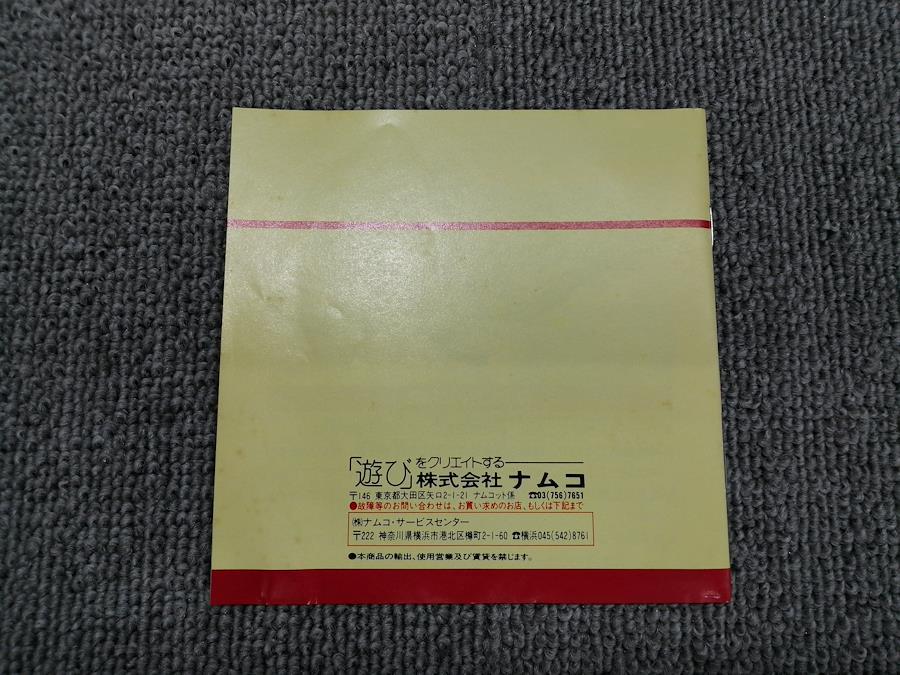 「遊び」をクリエイトする——
株式会社 ナムコ
〒146 東京都大田区矢口2-1-21 ナムコット係 ☎03(756)7651
●故障等のお問い合わせは、お買い求めのお店、もしくは下記まで
㈱ナムコ・サービスセンター
〒222 神奈川県横浜市港北区樽町2-1-60 ☎横浜045(542)8761
●本商品の輸出、使用営業及び賃貸を禁じます。